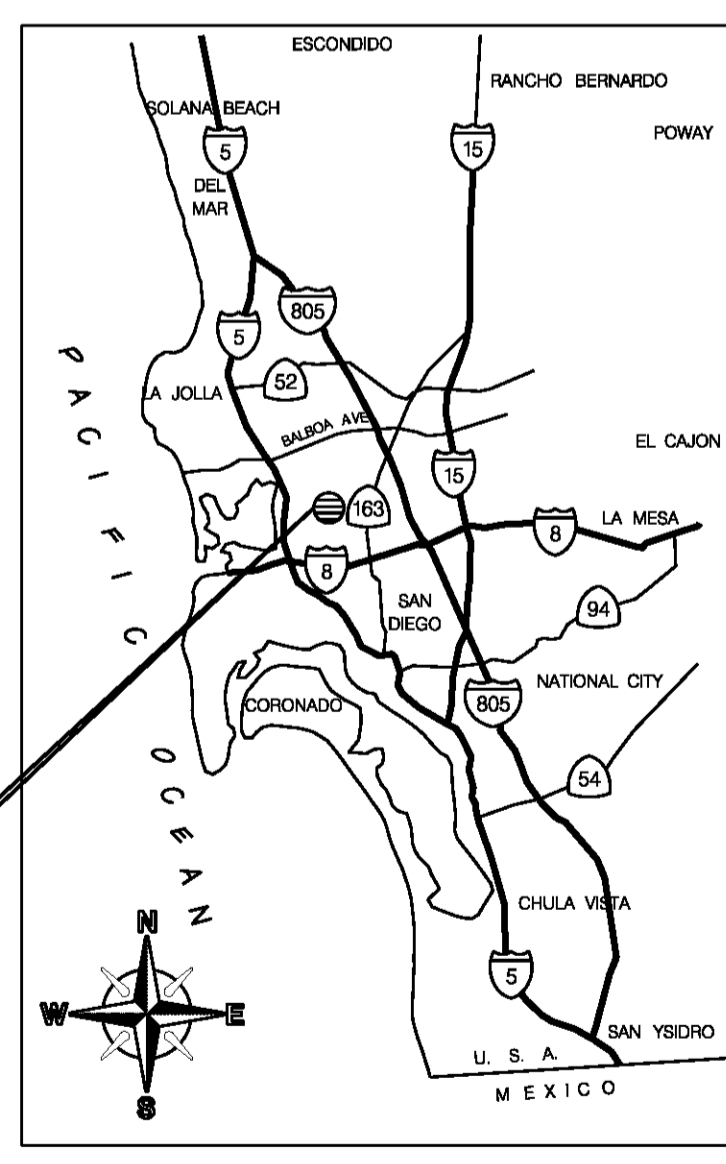 ESCONDIDO
RANCHO BERNARDO
SOLANA BEACH
POWAY
5
15
DEL
MAR
805
5
52
LA JOLLA
BALBOA AVE
EL CAJON
15
163
LA MESA
8
8
PACIFIC OCEAN
SAN
DIEGO
94
NATIONAL CITY
805
CORONADO
54
CHULA VISTA
N
W
E
S
5
SAN YSIDRO
U. S. A.
MEXICO